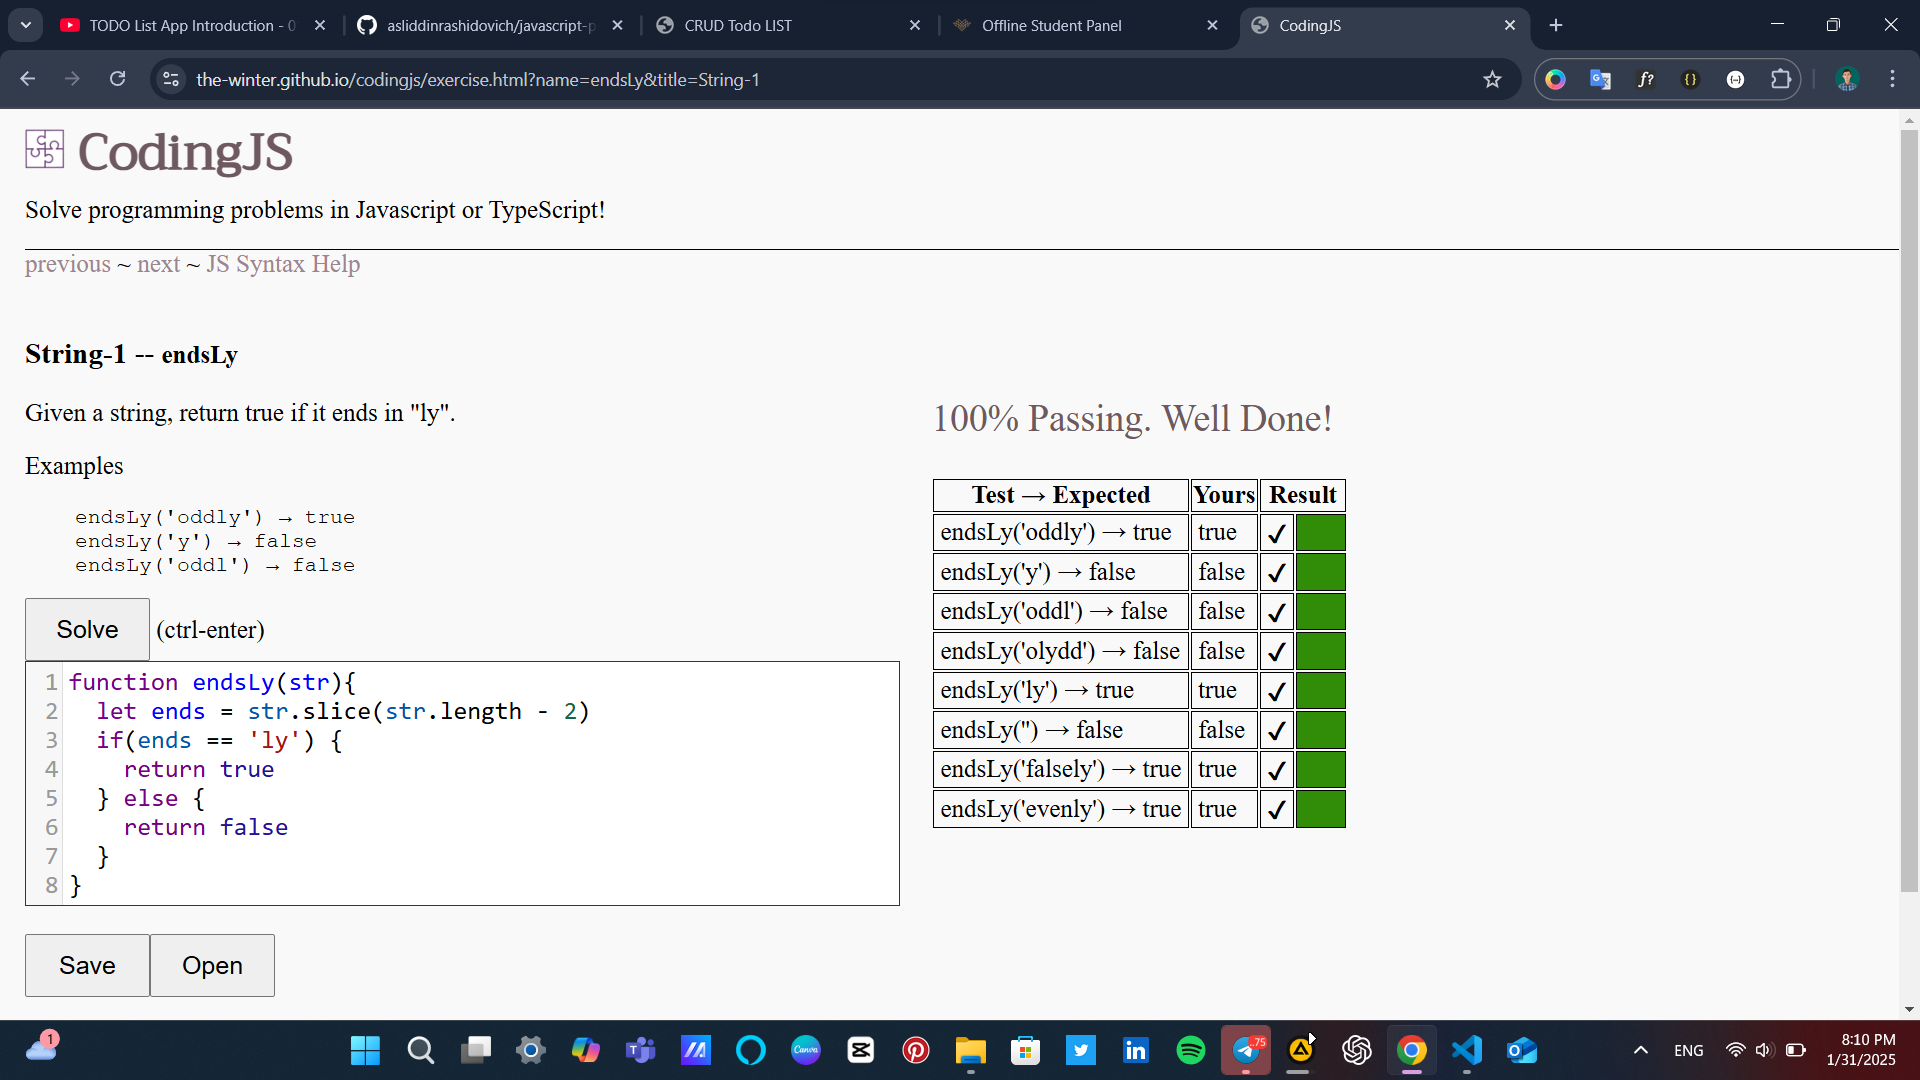 TODO List App Introduction - 0
asliddinrashidovich/javascript-p
CRUD Todo LIST
Offline Student Panel
CodingJS
the-winter.github.io/codingjs/exercise.html?name=endsLy&title=String-1
CodingJS
Solve programming problems in Javascript or TypeScript!
previous ~ next ~ JS Syntax Help
String-1 -- endsLy
Given a string, return true if it ends in "ly".
Examples
endsLy('oddly') → true
endsLy('y') → false
endsLy('oddl') → false
Solve (ctrl-enter)
1 function endsLy(str){
2 let ends = str.slice(str.length - 2)
3 if(ends == 'ly') {
4 return true
5 } else {
6 return false
7 }
8 }
Save Open
100% Passing. Well Done!
Test → Expected Yours Result
endsLy('oddly') → true true ✓
endsLy('y') → false false ✓
endsLy('oddl') → false false ✓
endsLy('olydd') → false false ✓
endsLy('ly') → true true ✓
endsLy('') → false false ✓
endsLy('falsely') → true true ✓
endsLy('evenly') → true true ✓
1
Canva
.75
ENG
8:10 PM
1/31/2025